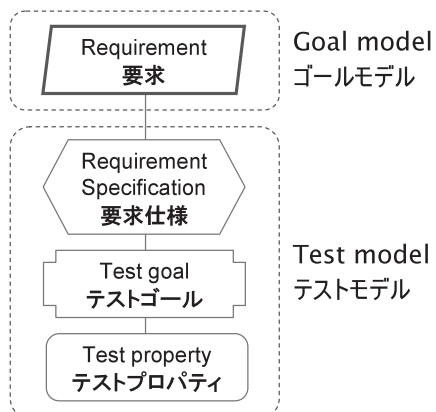 Requirement
要求
Goal model
ゴールモデル
Requirement
Specification
要求仕様
Test goal
テストゴール
Test property
テストプロパティ
Test model
テストモデル